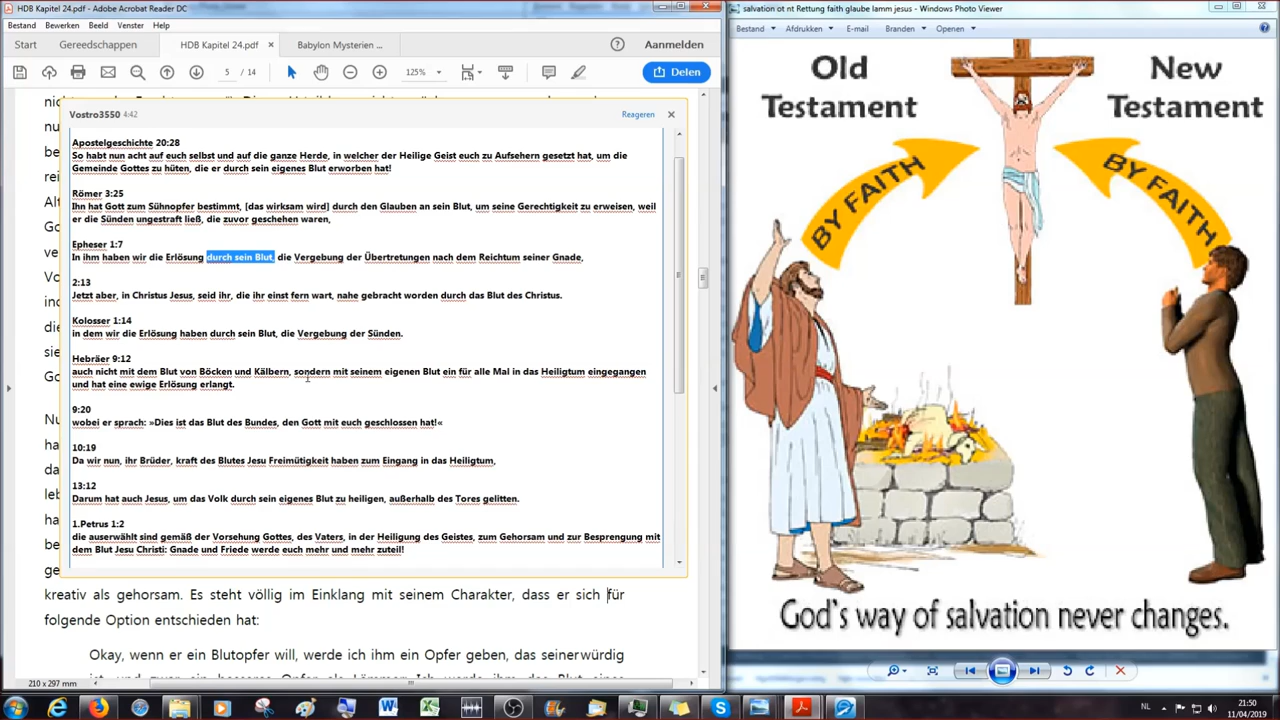 HDB Kapitel 24.pdf - Adobe Acrobat Reader DC
Bestand Bewerken Beeld Venster Help
Start Gereedschappen HDB Kapitel 24.pdf × Babylon Mysterien ... Aanmelden
5 / 14 125% Delen
Vostro3550 4:42 Reageren
Apostelgeschichte 20:28
So habt nun acht auf euch selbst und auf die ganze Herde, in welcher der Heilige Geist euch zu Aufsehern gesetzt hat, um die
Gemeinde Gottes zu hüten, die er durch sein eigenes Blut erworben hat!
Römer 3:25
Ihn hat Gott zum Sühnopfer bestimmt, [das wirksam wird] durch den Glauben an sein Blut, um seine Gerechtigkeit zu erweisen, weil
er die Sünden ungestraft ließ, die zuvor geschehen waren,
Epheser 1:7
In ihm haben wir die Erlösung durch sein Blut, die Vergebung der Übertretungen nach dem Reichtum seiner Gnade,
2:13
Jetzt aber, in Christus Jesus, seid ihr, die ihr einst fern wart, nahe gebracht worden durch das Blut des Christus.
Kolosser 1:14
in dem wir die Erlösung haben durch sein Blut, die Vergebung der Sünden.
Hebräer 9:12
auch nicht mit dem Blut von Böcken und Kälbern, sondern mit seinem eigenen Blut ein für alle Mal in das Heiligtum eingegangen
und hat eine ewige Erlösung erlangt.
9:20
wobei er sprach: »Dies ist das Blut des Bundes, den Gott mit euch geschlossen hat!«
10:19
Da wir nun, ihr Brüder, kraft des Blutes Jesu Freimütigkeit haben zum Eingang in das Heiligtum,
13:12
Darum hat auch Jesus, um das Volk durch sein eigenes Blut zu heiligen, außerhalb des Tores gelitten.
1.Petrus 1:2
die auserwählt sind gemäß der Vorsehung Gottes, des Vaters, in der Heiligung des Geistes, zum Gehorsam und zur Besprengung mit
dem Blut Jesu Christi: Gnade und Friede werde euch mehr und mehr zuteil!
kreativ als gehorsam. Es steht völlig im Einklang mit seinem Charakter, dass er sich für
folgende Option entschieden hat:
Okay, wenn er ein Blutopfer will, werde ich ihm ein Opfer geben, das seiner würdig
210 x 297 mm
salvation ot nt Rettung faith glaube lamm jesus - Windows Photo Viewer
Bestand Afdrukken E-mail Branden Openen
Old
Testament
New
Testament
BY FAITH
BY FAITH
God's way of salvation never changes.
NL
21:50
11/04/2019